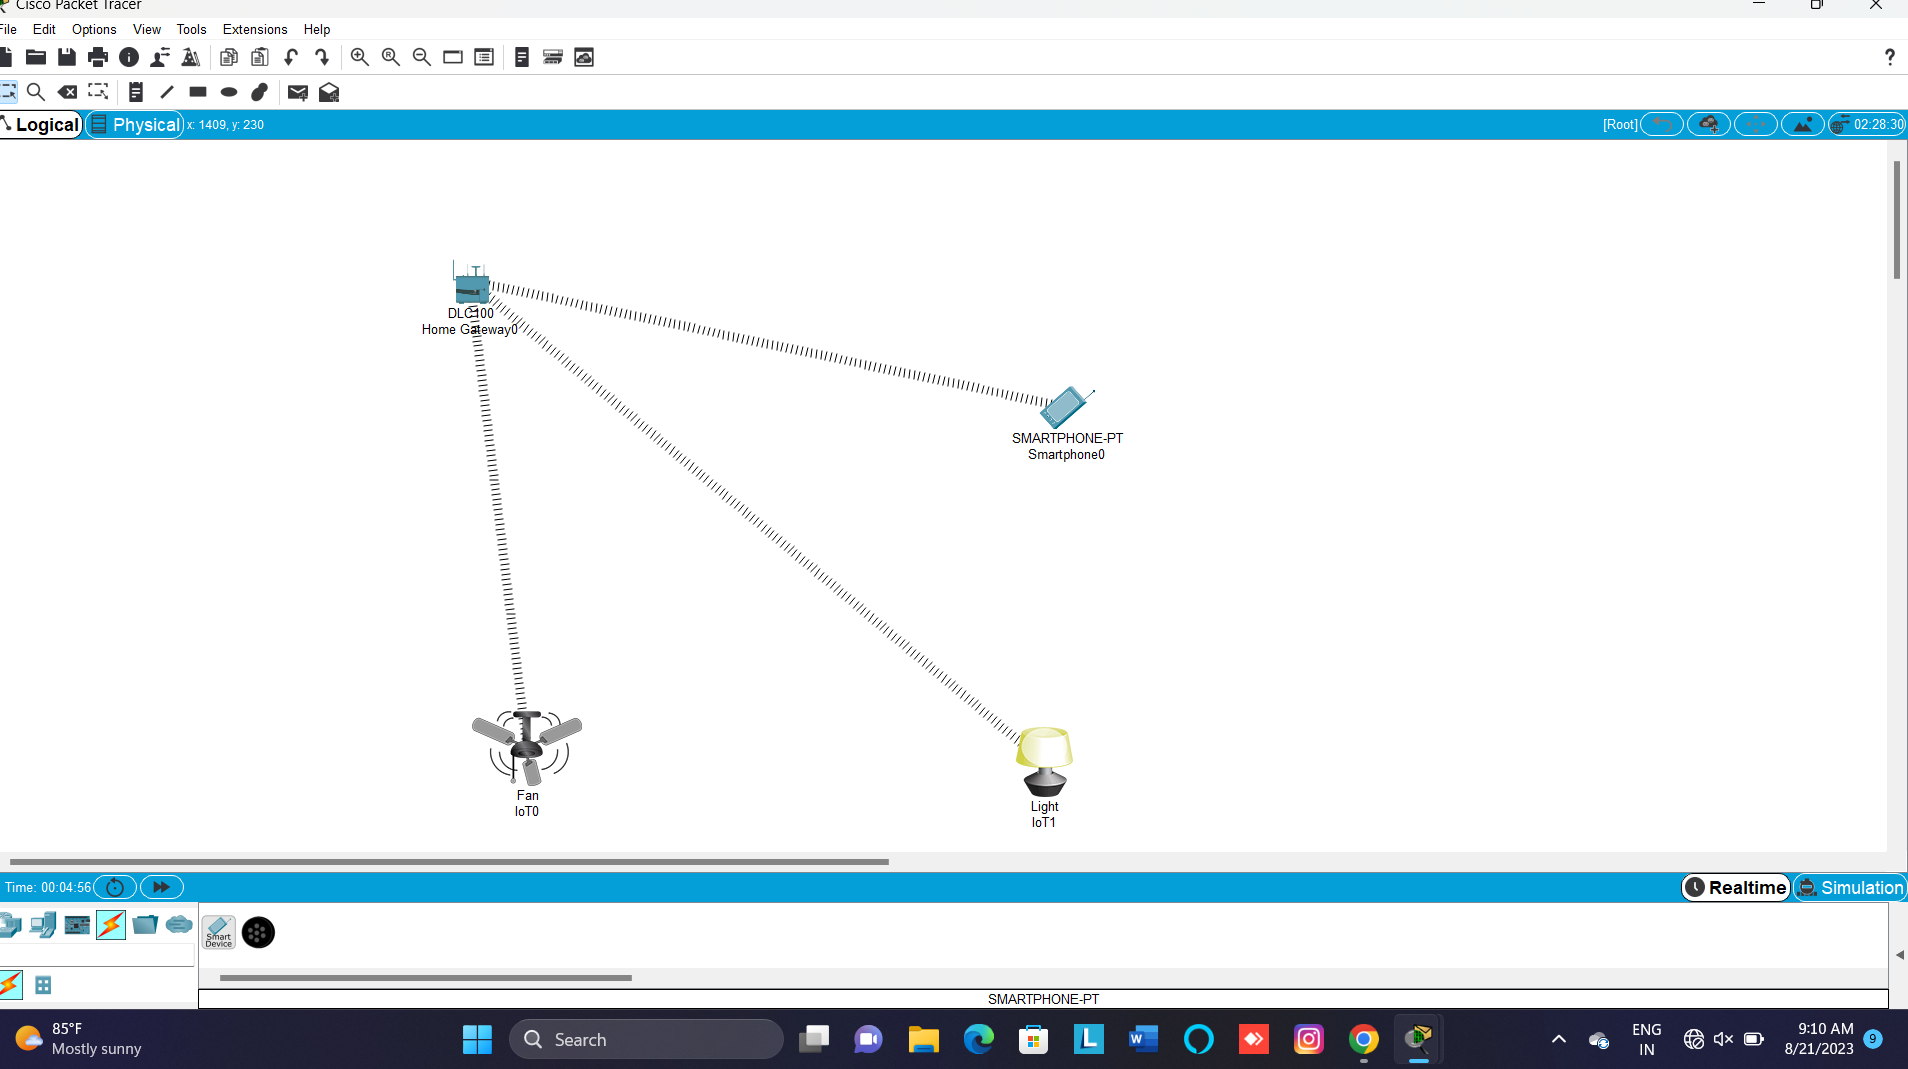 Cisco Packet Tracer
File Edit Options View Tools Extensions Help
?
Logical Physical x: 1409, y: 230 [Root] 02:28:30
DLC100
Home Gateway0
SMARTPHONE-PT
Smartphone0
Fan
IoT0
Light
IoT1
Time: 00:04:56 Realtime Simulation
Smart
Device
SMARTPHONE-PT
85°F
Mostly sunny
Search
L
W
ENG
IN
9:10 AM
8/21/2023
9